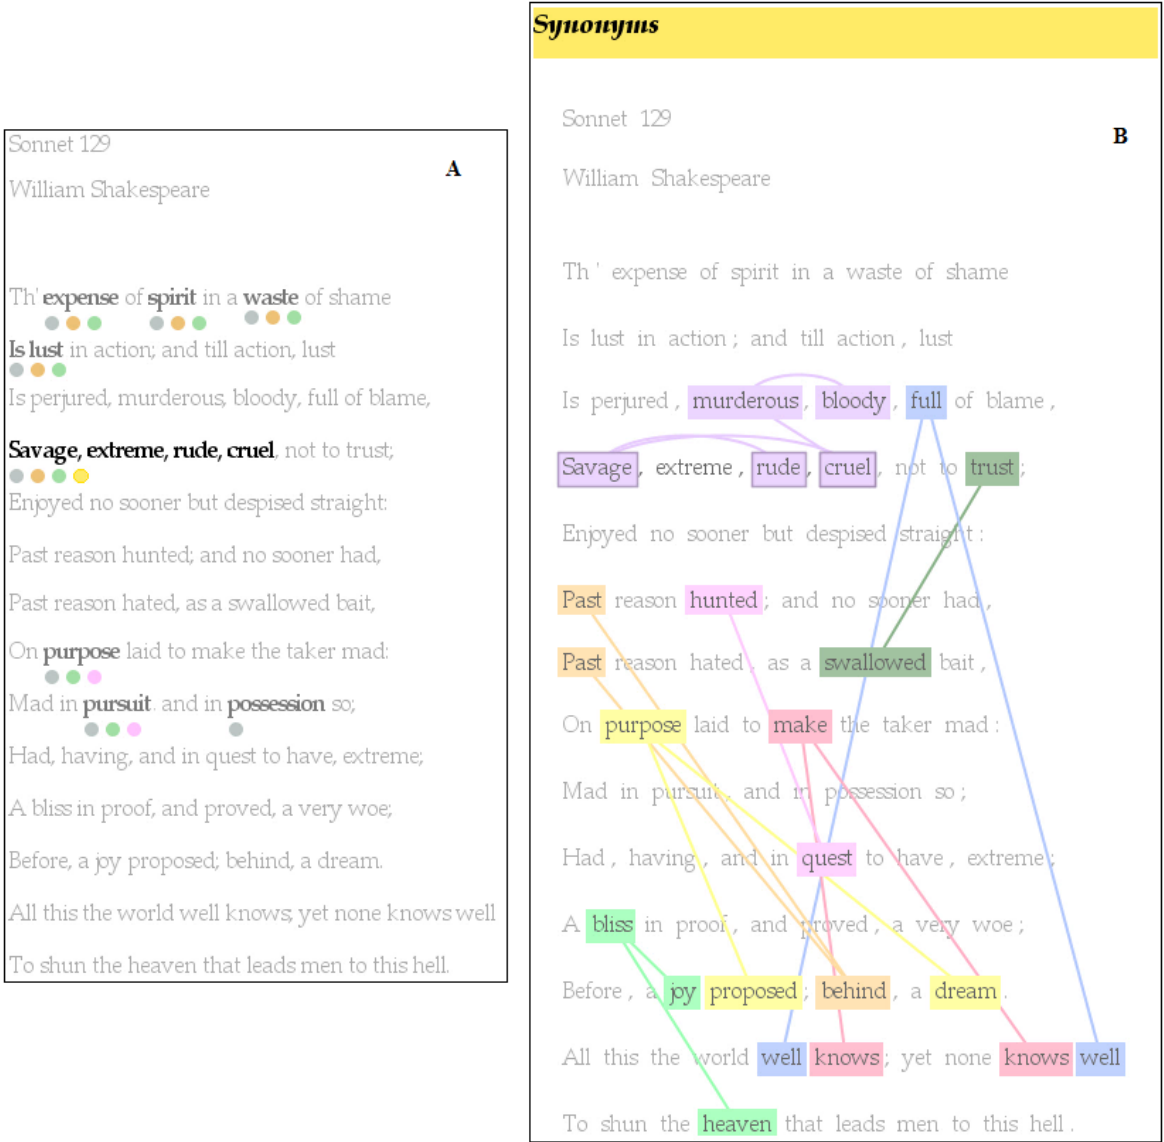 Sonnet 129
A
William Shakespeare
Th' expense of spirit in a waste of shame
Is lust in action; and till action, lust
Is perjured, murderous, bloody, full of blame,
Savage, extreme, rude, cruel, not to trust;
Enjoyed no sooner but despised straight:
Past reason hunted; and no sooner had,
Past reason hated, as a swallowed bait,
On purpose laid to make the taker mad:
Mad in pursuit. and in possession so;
Had, having, and in quest to have, extreme;
A bliss in proof, and proved, a very woe;
Before, a joy proposed; behind, a dream.
All this the world well knows; yet none knows well
To shun the heaven that leads men to this hell.
Synonyms
Sonnet 129
B
William Shakespeare
Th ' expense of spirit in a waste of shame
Is lust in action ; and till action , lust
Is perjured , murderous , bloody , full of blame ,
Savage , extreme , rude , cruel , not to trust ;
Enjoyed no sooner but despised straight :
Past reason hunted ; and no sooner had ,
Past reason hated , as a swallowed bait ,
On purpose laid to make the taker mad :
Mad in pursuit , and in possession so ;
Had , having , and in quest to have , extreme ;
A bliss in proof , and proved , a very woe ;
Before , a joy proposed ; behind , a dream .
All this the world well knows ; yet none knows well
To shun the heaven that leads men to this hell .